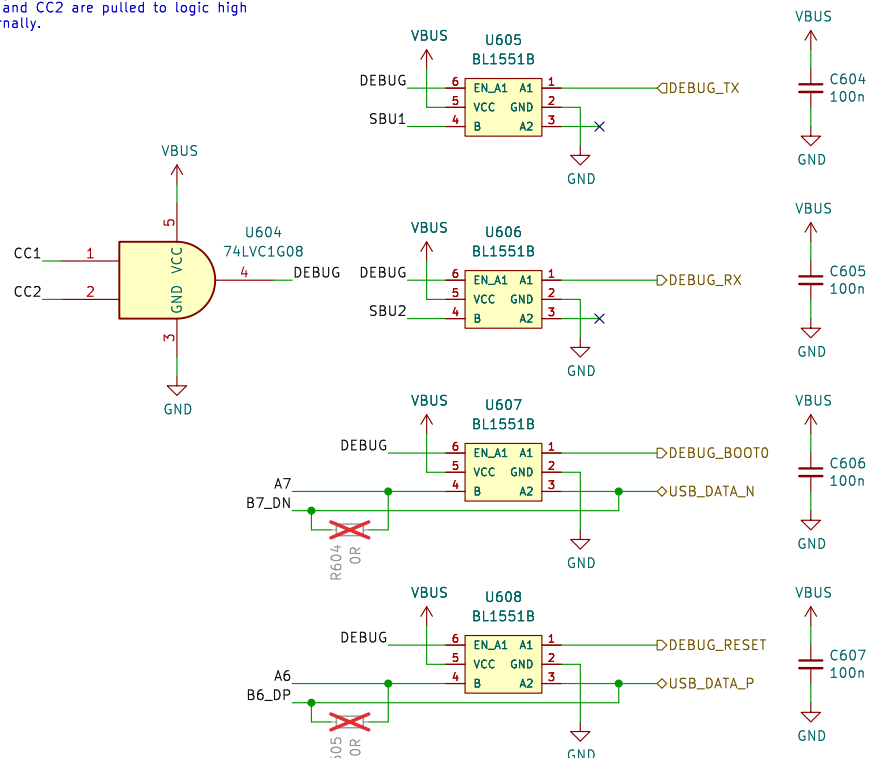 and CC2 are pulled to logic high
rnally.
VBUS
U604
74LVC1G08
CC1
1
CC2
2
5
VCC
GND
3
4
DEBUG
GND
VBUS
U605
BL1551B
DEBUG
6
EN_A1
A1
1
DEBUG_TX
5
VCC
GND
2
SBU1
4
B
A2
3
GND
VBUS
C604
100n
GND
VBUS
U606
BL1551B
DEBUG
6
EN_A1
A1
1
DEBUG_RX
5
VCC
GND
2
SBU2
4
B
A2
3
GND
VBUS
C605
100n
GND
VBUS
U607
BL1551B
DEBUG
6
EN_A1
A1
1
DEBUG_BOOT0
5
VCC
GND
2
A7
4
B
A2
3
USB_DATA_N
B7_DN
R604
0R
GND
VBUS
C606
100n
GND
VBUS
U608
BL1551B
DEBUG
6
EN_A1
A1
1
DEBUG_RESET
5
VCC
GND
2
A6
4
B
A2
3
USB_DATA_P
B6_DP
605
0R
GND
VBUS
C607
100n
GND